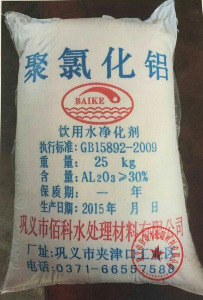 聚氯化铝
BAIKE
饮用水净化剂
执行标准: GB15892-2009
重 量: 25 kg
含 量: AL₂O₃≥30%
保 质 期: 一 年
生产日期: 2015年 月 日
巩义市佰科水处理材料有限公司
厂址: 巩义市夹津口工业区
电话: 0371-66557588